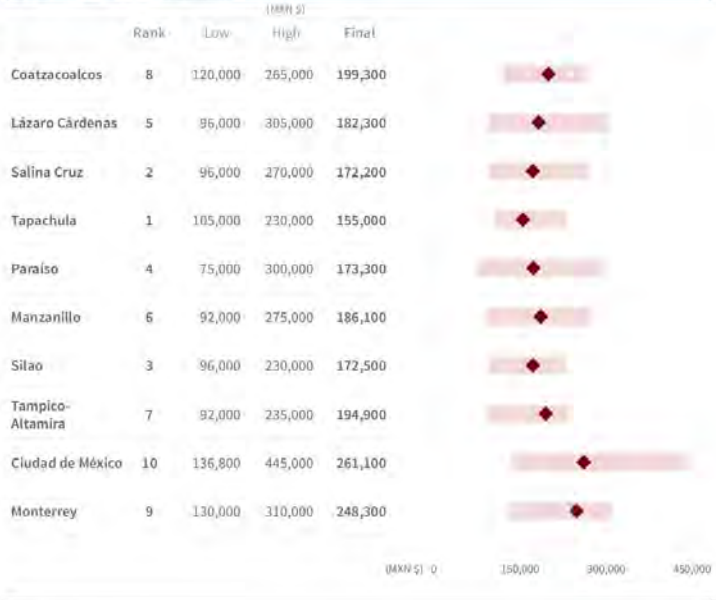 (MXN $)
Rank Low High Final
Coatzacoalcos 8 120,000 265,000 199,300
Lázaro Cárdenas 5 96,000 305,000 182,300
Salina Cruz 2 96,000 270,000 172,200
Tapachula 1 105,000 230,000 155,000
Paraíso 4 75,000 300,000 173,300
Manzanillo 6 92,000 275,000 186,100
Silao 3 96,000 230,000 172,500
Tampico-
Altamira 7 92,000 235,000 194,900
Ciudad de México 10 136,800 445,000 261,100
Monterrey 9 130,000 310,000 248,300
(MXN $) 0 150,000 300,000 450,000